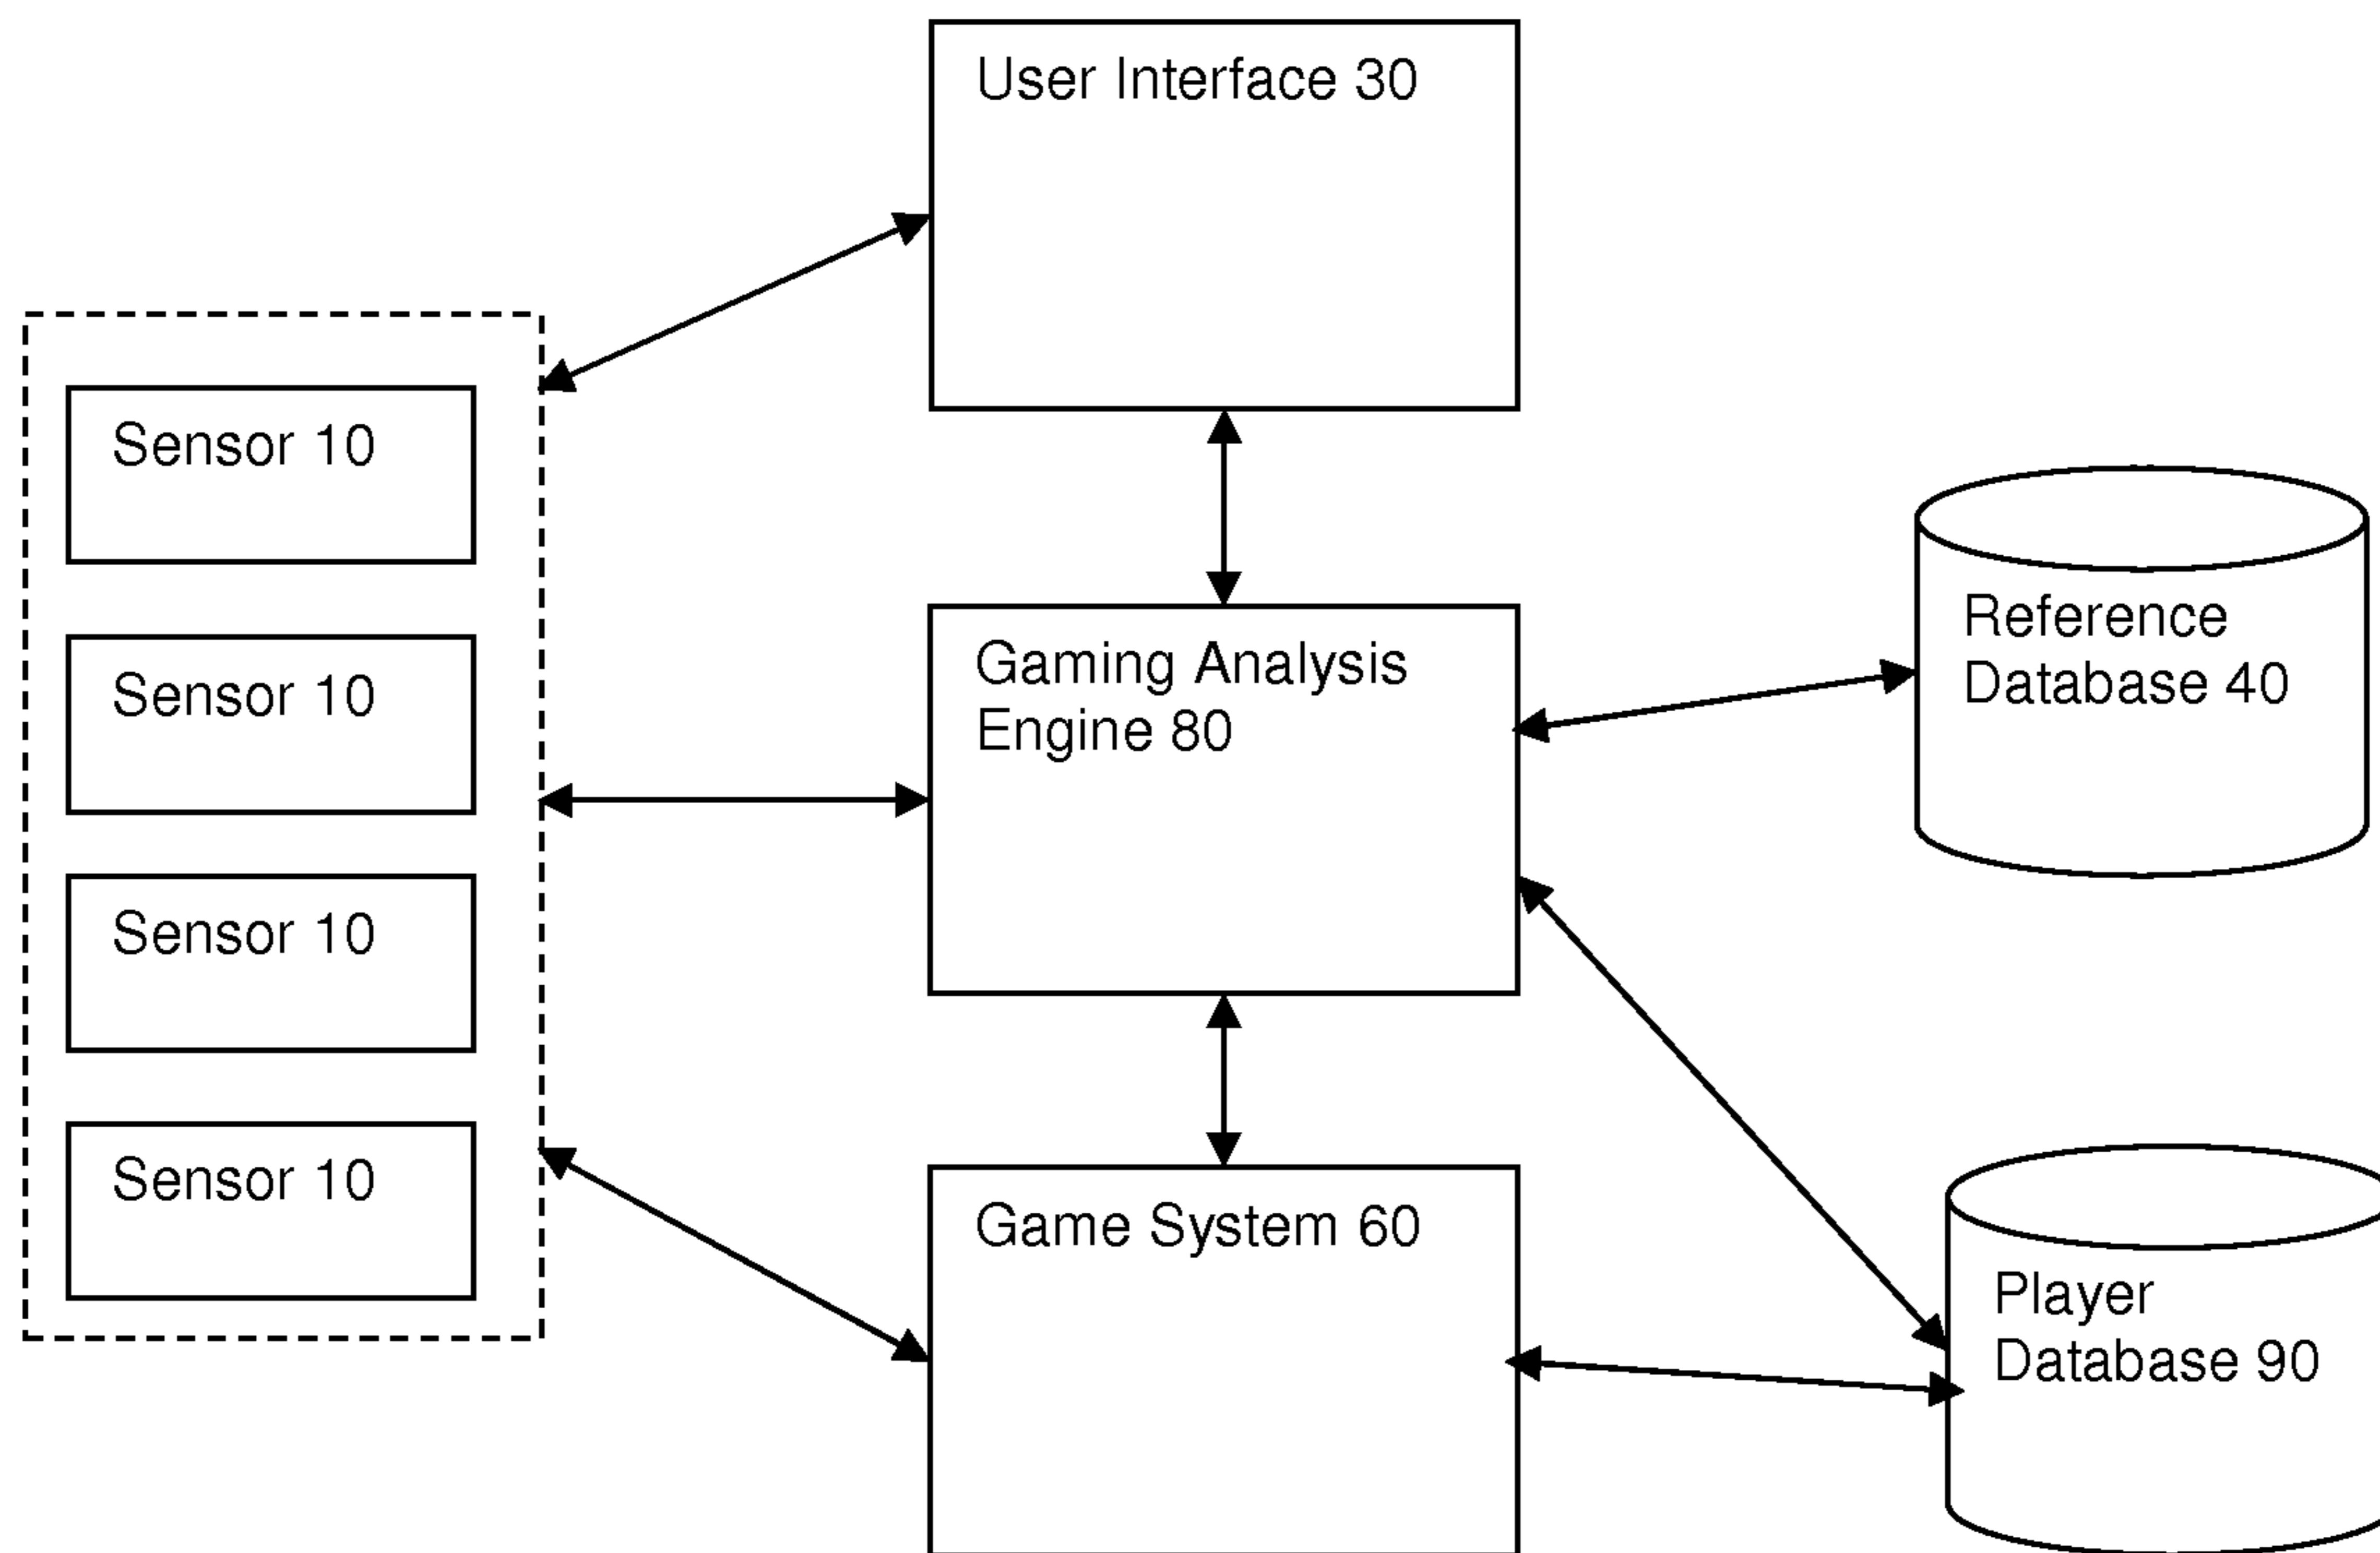 User Interface 30
Sensor 10
Sensor 10
Sensor 10
Sensor 10
Gaming Analysis
Engine 80
Game System 60
Reference
Database 40
Player
Database 90